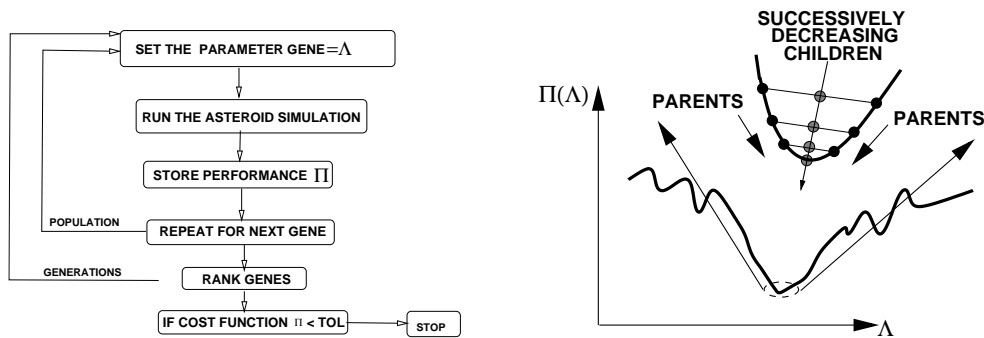 SET THE PARAMETER GENE=Λ
RUN THE ASTEROID SIMULATION
STORE PERFORMANCE Π
POPULATION
REPEAT FOR NEXT GENE
GENERATIONS
RANK GENES
IF COST FUNCTION Π < TOL
STOP
SUCCESSIVELY
DECREASING
CHILDREN
Π(Λ)
PARENTS
PARENTS
Λ